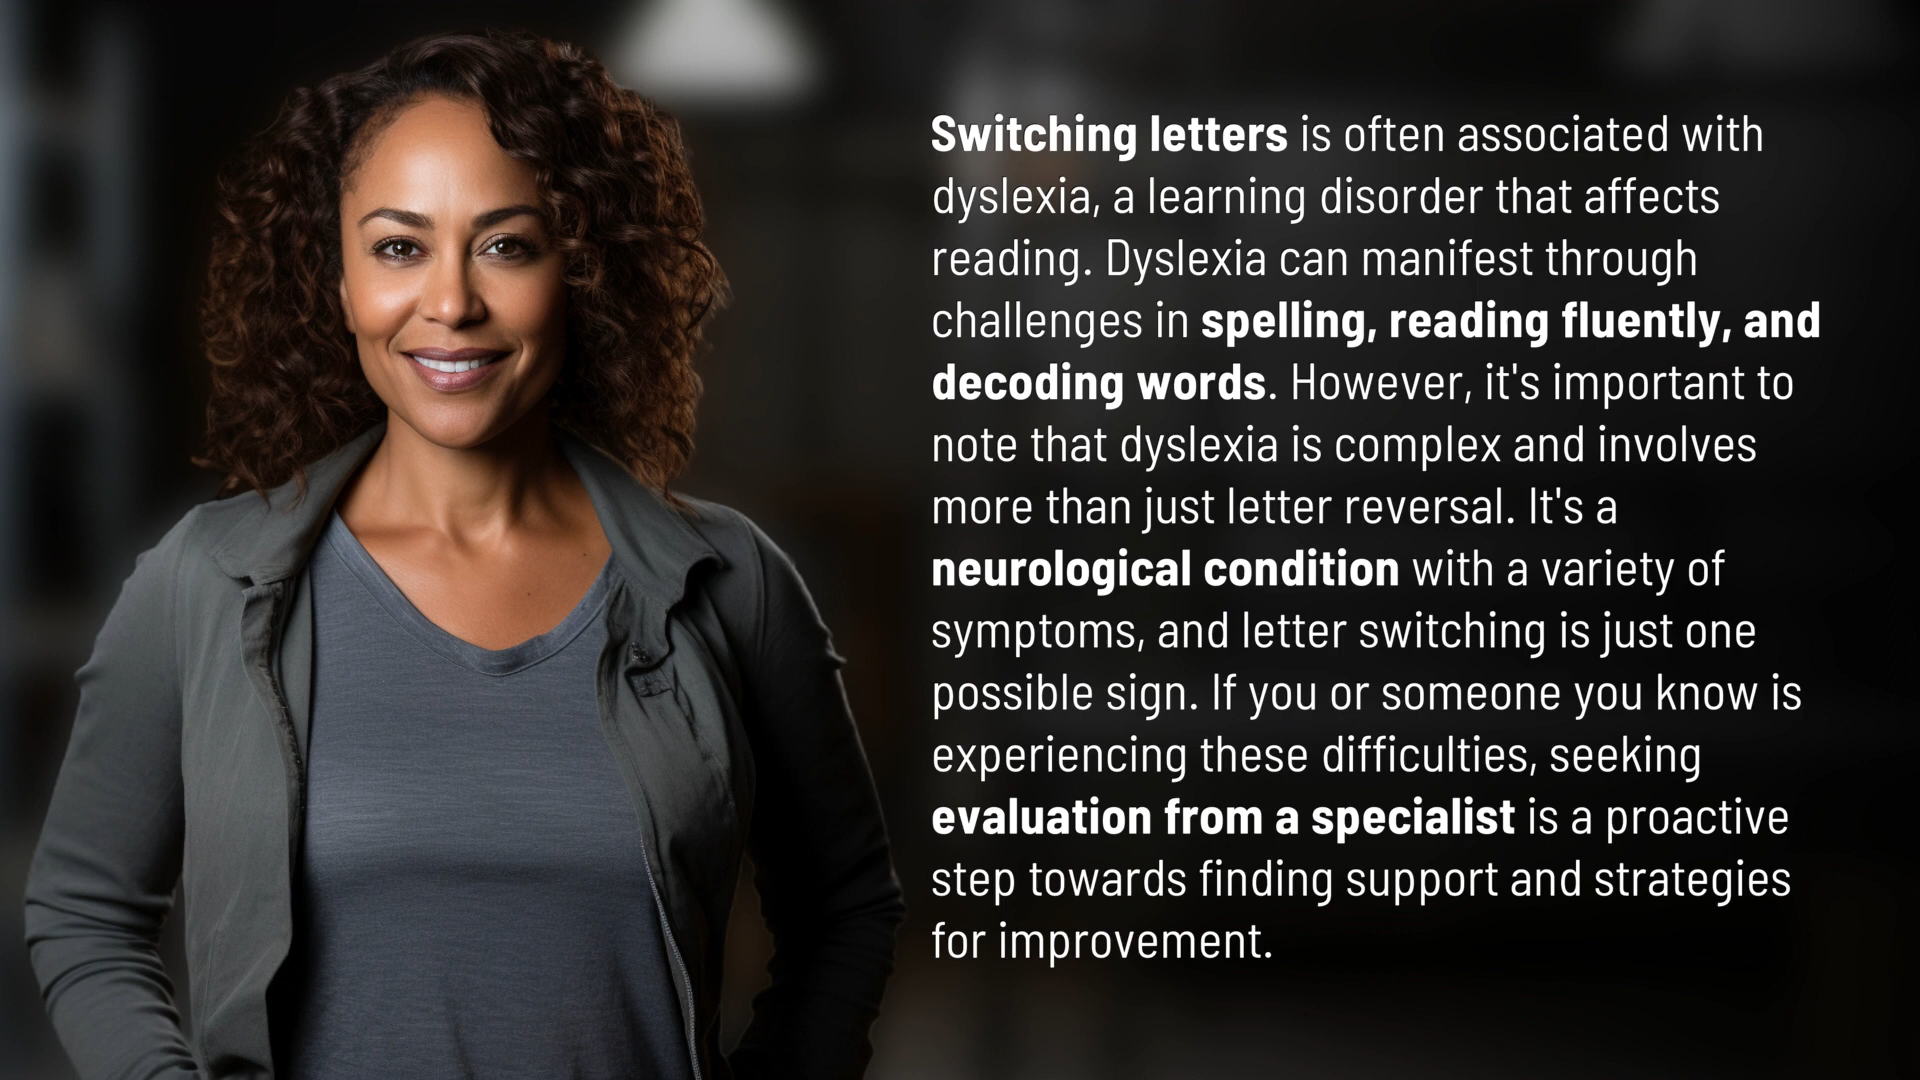 Switching letters is often associated with
dyslexia, a learning disorder that affects
reading. Dyslexia can manifest through
challenges in spelling, reading fluently, and
decoding words. However, it's important to
note that dyslexia is complex and involves
more than just letter reversal. It's a
neurological condition with a variety of
symptoms, and letter switching is just one
possible sign. If you or someone you know is
experiencing these difficulties, seeking
evaluation from a specialist is a proactive
step towards finding support and strategies
for improvement.